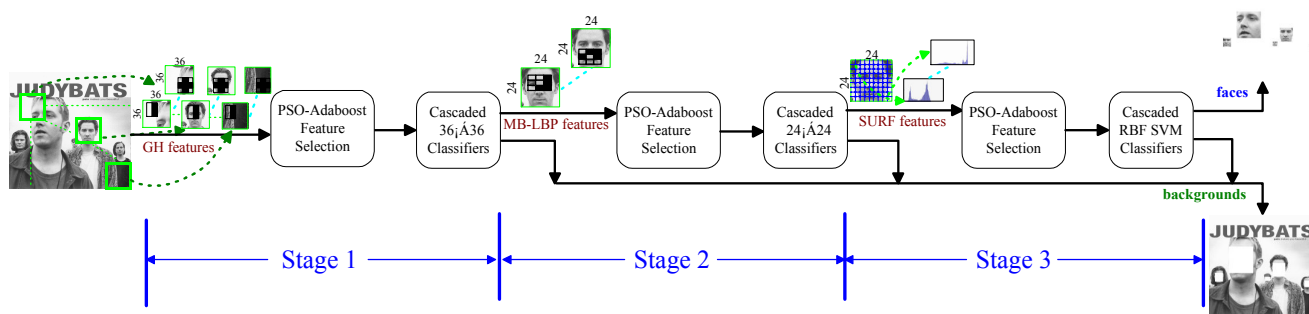 JUDYBATS
36
36
36
36
GH features
PSO-Adaboost
Feature
Selection
Cascaded
36¡Á36
Classifiers
24
24
24
24
MB-LBP features
PSO-Adaboost
Feature
Selection
Cascaded
24¡Á24
Classifiers
24
24
SURF features
PSO-Adaboost
Feature
Selection
Cascaded
RBF SVM
Classifiers
faces
backgrounds
JUDYBATS
Stage 1
Stage 2
Stage 3